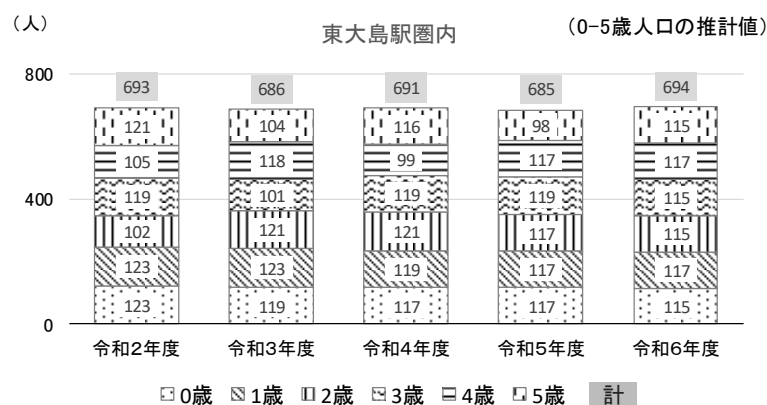 （人）
東大島駅圏内
（0-5歳人口の推計値）
800
693 686 691 685 694
121 104 116 98 115
105 118 99 117 117
400
119 101 119 119 115
102 121 121 117 115
123 123 119 117 117
123 119 117 117 115
0
令和2年度 令和3年度 令和4年度 令和5年度 令和6年度
0歳 1歳 2歳 3歳 4歳 5歳 計